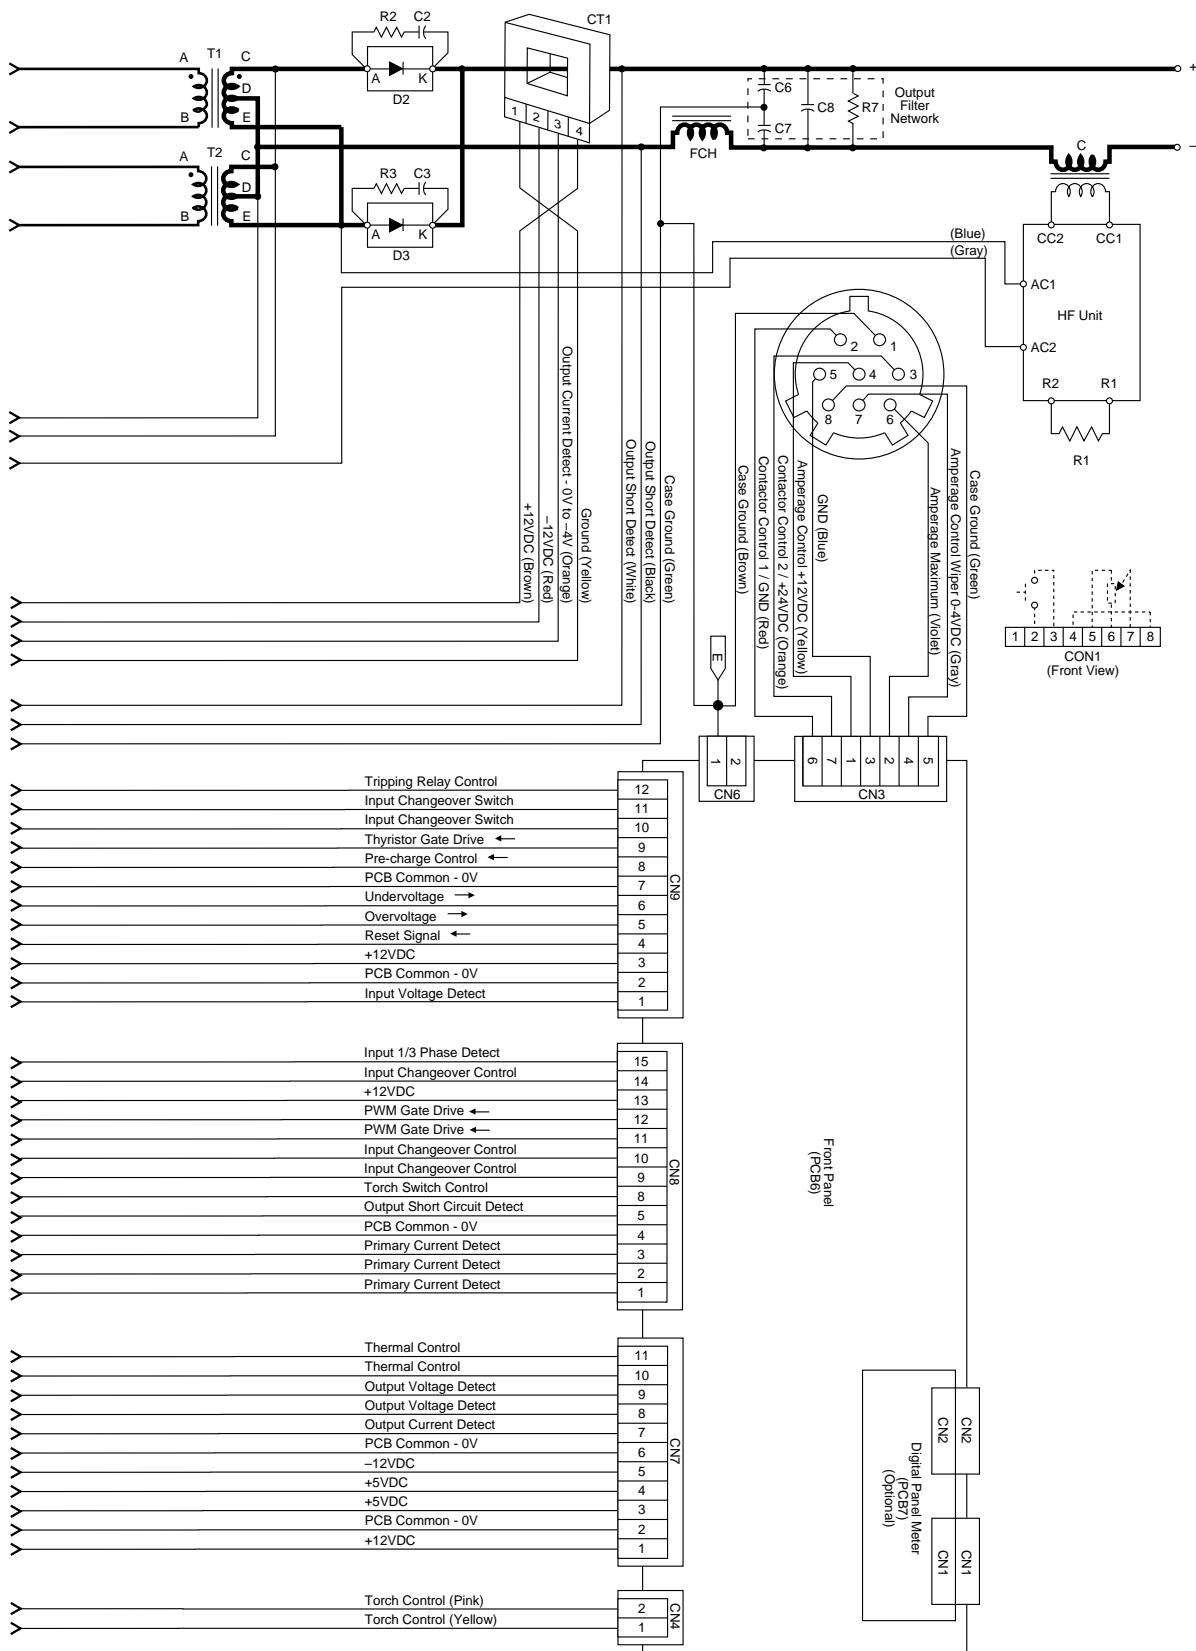 R2 C2
CT1
A T1 C
D
B E
A K
D2
1 2 3 4
C6
C7
C8
R7
Output
Filter
Network
+
A T2 C
D
B E
R3 C3
A K
D3
FCH
C
–
(Blue)
(Gray)
CC2 CC1
AC1
HF Unit
AC2
R2 R1
R1
2 1
5 4 3
8 7 6
+12VDC (Brown)
–12VDC (Red)
Output Current Detect - 0V to –4V (Orange)
Ground (Yellow)
Output Short Detect (White)
Output Short Detect (Black)
Case Ground (Green)
Case Ground (Brown)
Contactor Control 1 / GND (Red)
Contactor Control 2 / +24VDC (Orange)
Amperage Control +12VDC (Yellow)
GND (Blue)
Amperage Maximum (Violet)
Amperage Control Wiper 0-4VDC (Gray)
Case Ground (Green)
1 2 3 4 5 6 7 8
CON1
(Front View)
E
1 2
CN6
6 7 1 3 2 4 5
CN3
Tripping Relay Control 12
Input Changeover Switch 11
Input Changeover Switch 10
Thyristor Gate Drive ← 9
Pre-charge Control ← 8
PCB Common - 0V 7
Undervoltage → 6
Overvoltage → 5
Reset Signal ← 4
+12VDC 3
PCB Common - 0V 2
Input Voltage Detect 1
CN9
Input 1/3 Phase Detect 15
Input Changeover Control 14
+12VDC 13
PWM Gate Drive ← 12
PWM Gate Drive ← 11
Input Changeover Control 10
Input Changeover Control 9
Torch Switch Control 8
Output Short Circuit Detect 5
PCB Common - 0V 4
Primary Current Detect 3
Primary Current Detect 2
Primary Current Detect 1
CN8
Front Panel
(PCB6)
Thermal Control 11
Thermal Control 10
Output Voltage Detect 9
Output Voltage Detect 8
Output Current Detect 7
PCB Common - 0V 6
–12VDC 5
+5VDC 4
+5VDC 3
PCB Common - 0V 2
+12VDC 1
CN7
Digital Panel Meter
(PCB7)
(Optional)
CN2 CN2
CN1 CN1
Torch Control (Pink) 2
Torch Control (Yellow) 1
CN4